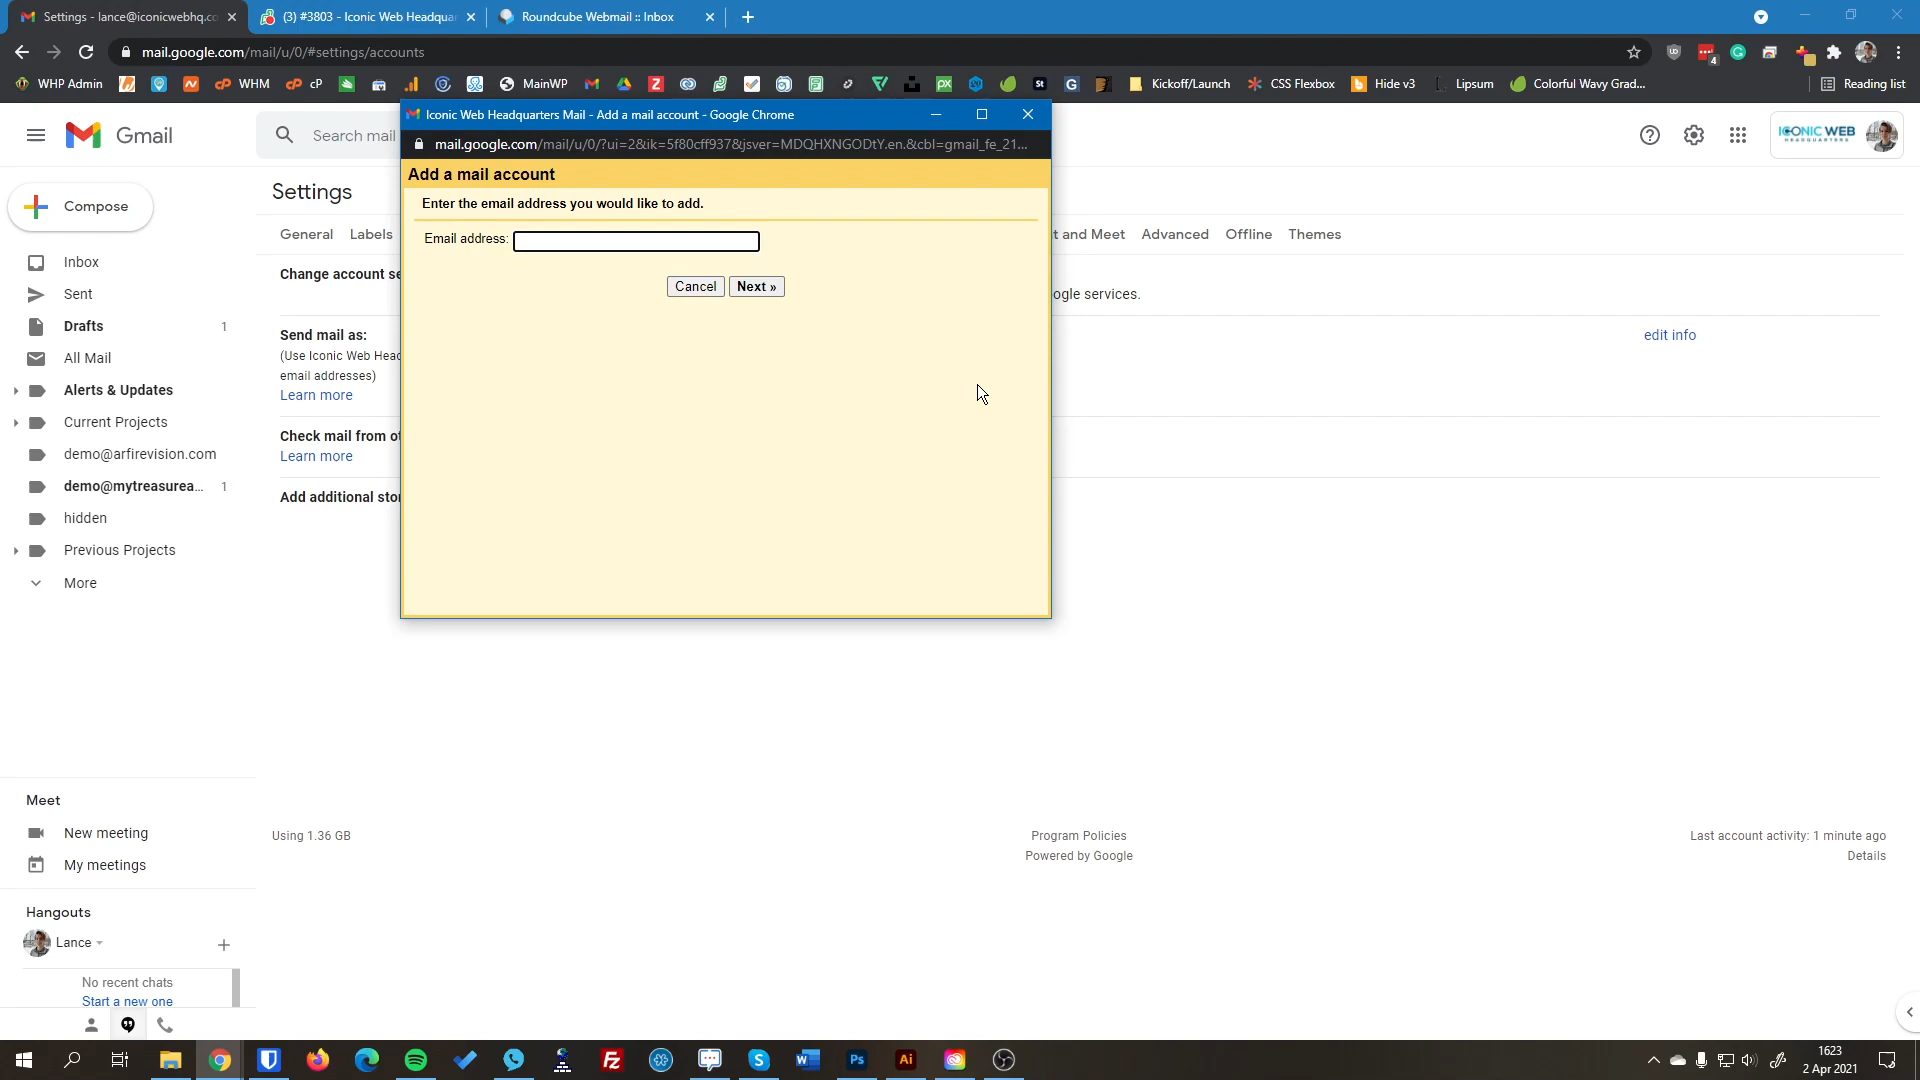 Settings - lance@iconicwebhq.co
(3) #3803 - Iconic Web Headquar
Roundcube Webmail :: Inbox
mail.google.com/mail/u/0/#settings/accounts
4
WHP Admin
WHM
cP
MainWP
Kickoff/Launch
CSS Flexbox
Hide v3
Lipsum
Colorful Wavy Grad...
Reading list
Gmail
Search mail
Iconic Web Headquarters Mail - Add a mail account - Google Chrome
mail.google.com/mail/u/0/?ui=2&ik=5f80cff937&jsver=MDQHXNGODtY.en.&cbl=gmail_fe_21...
ICONIC WEB
HEADQUARTERS
Add a mail account
Enter the email address you would like to add.
Email address:
Cancel
Next »
Compose
Inbox
Sent
Drafts 1
All Mail
Alerts & Updates
Current Projects
demo@arfirevision.com
demo@mytreasurea... 1
hidden
Previous Projects
More
Settings
General
Labels
t and Meet
Advanced
Offline
Themes
Change account se
ogle services.
Send mail as:
(Use Iconic Web Head
email addresses)
Learn more
edit info
Check mail from ot
Learn more
Add additional stor
Meet
New meeting
My meetings
Hangouts
Lance
No recent chats
Start a new one
Using 1.36 GB
Program Policies
Powered by Google
Last account activity: 1 minute ago
Details
1623
2 Apr 2021